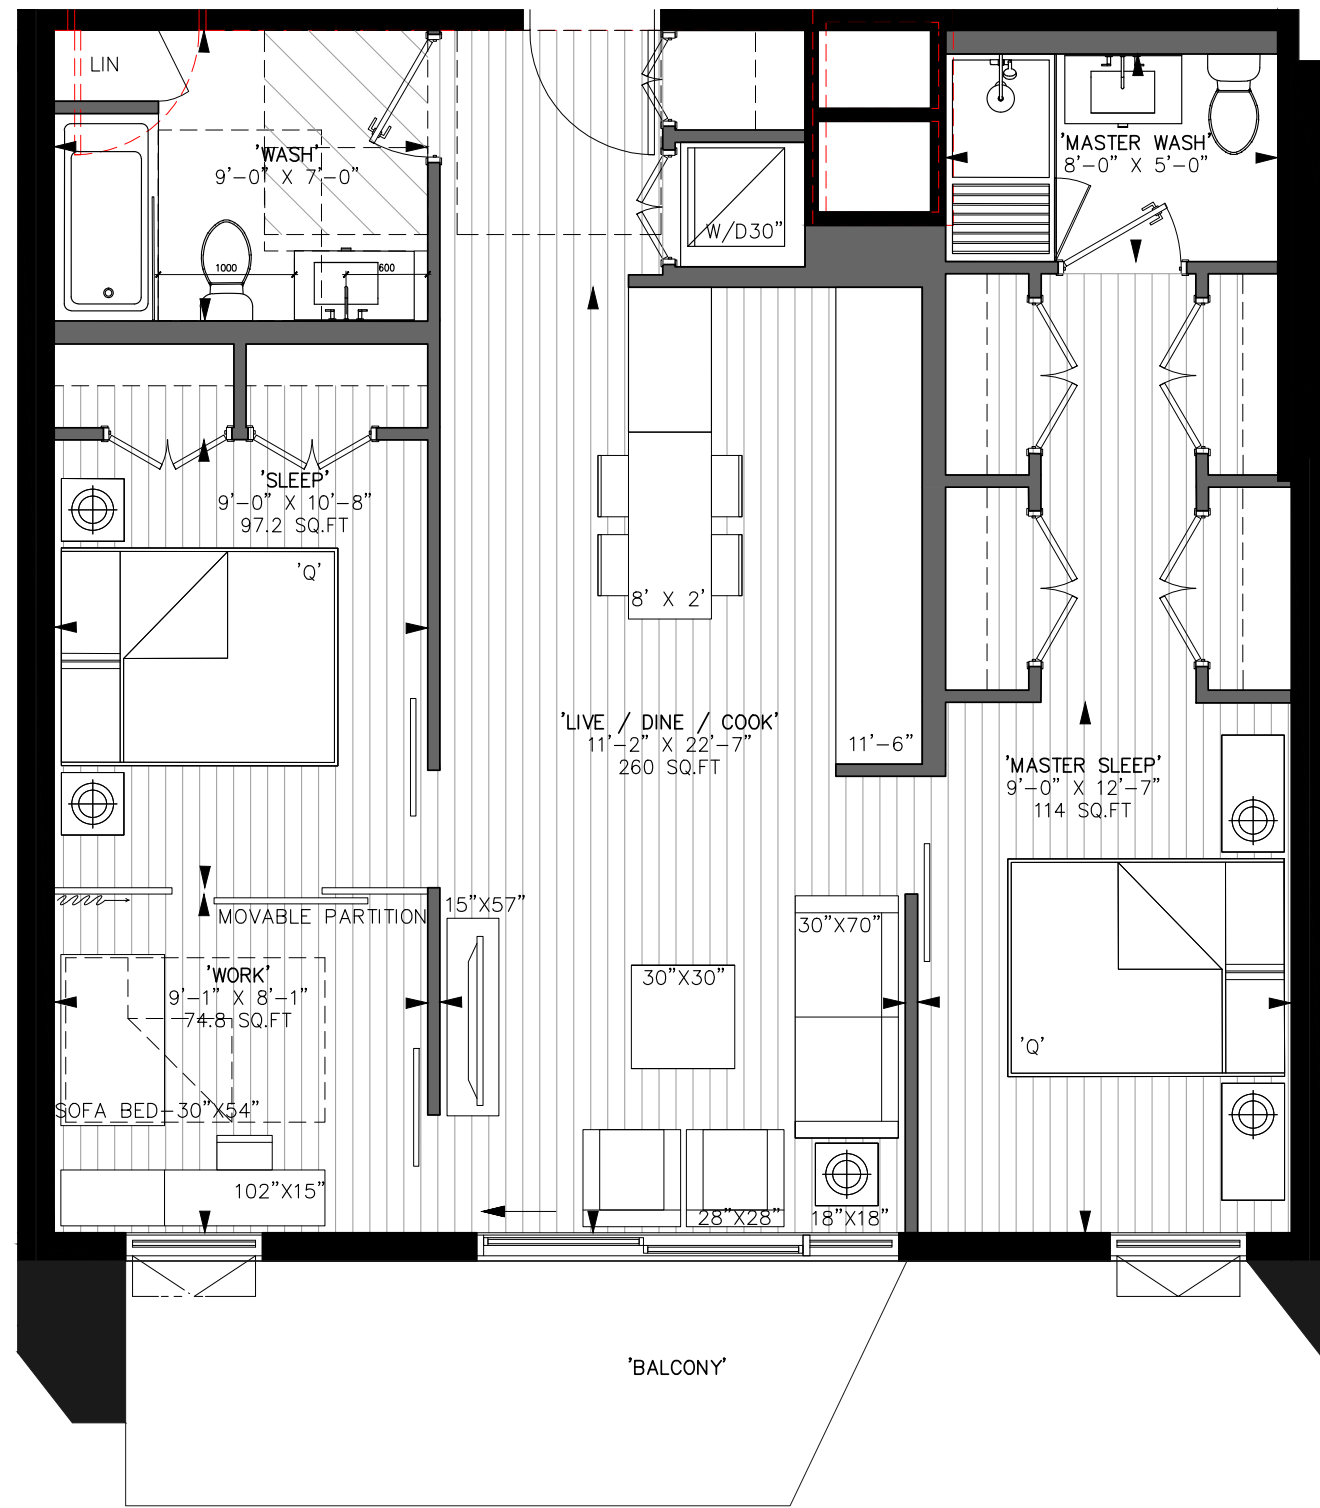 LIN
'WASH'
9'-0" X 7'-0"
1000
600
W/D30"
'MASTER WASH'
8'-0" X 5'-0"
'SLEEP'
9'-0" X 10'-8"
97.2 SQ.FT
'Q'
8' X 2'
'LIVE / DINE / COOK'
11'-2" X 22'-7"
260 SQ.FT
11'-6"
'MASTER SLEEP'
9'-0" X 12'-7"
114 SQ.FT
MOVABLE PARTITION
15"X57"
30"X70"
'WORK'
9'-1" X 8'-1"
74.8 SQ.FT
30"X30"
'Q'
SOFA BED-30"X54"
102"X15"
28"X28"
18"X18"
'BALCONY'